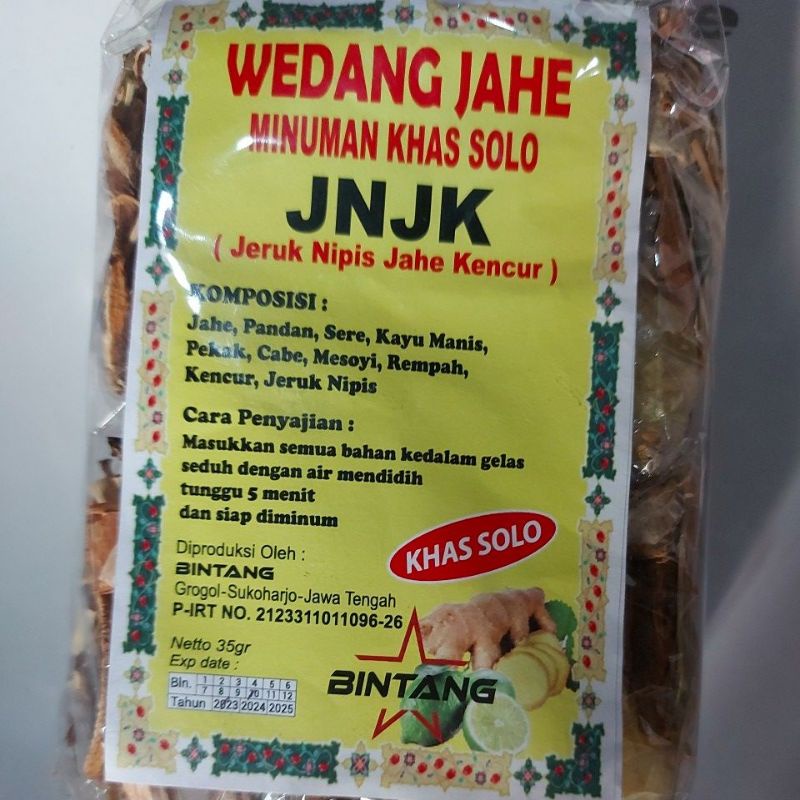 WEDANG JAHE
MINUMAN KHAS SOLO
JNJK
( Jeruk Nipis Jahe Kencur )
KOMPOSISI :
Jahe, Pandan, Sere, Kayu Manis,
Pekak, Cabe, Mesoyi, Rempah,
Kencur, Jeruk Nipis
Cara Penyajian :
Masukkan semua bahan kedalam gelas
seduh dengan air mendidih
tunggu 5 menit
dan siap diminum
KHAS SOLO
Diproduksi Oleh :
BINTANG
Grogol-Sukoharjo-Jawa Tengah
P-IRT NO. 2123311011096-26
Netto 35gr
Exp date :
Bln. 1 2 3 4 5 6
7 8 9 10 11 12
Tahun 2023 2024 2025
BINTANG